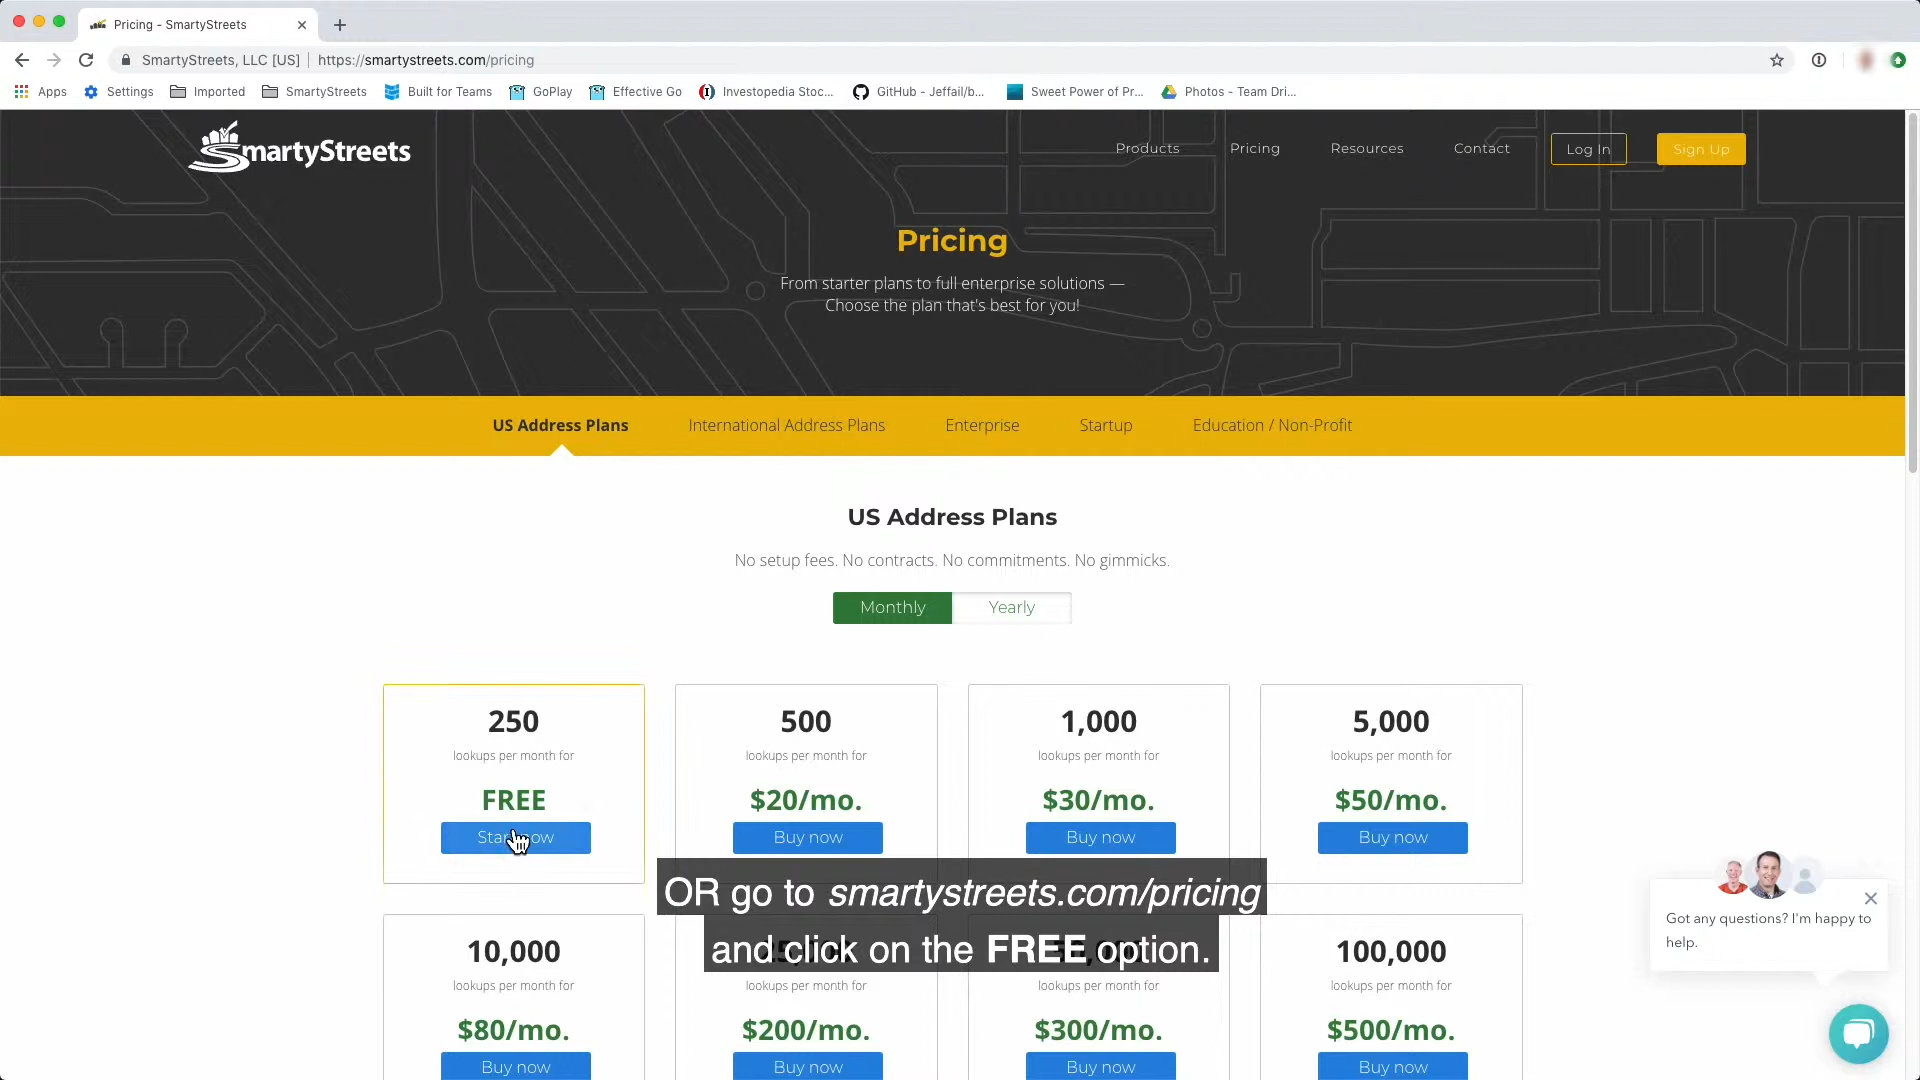 Pricing - SmartyStreets
SmartyStreets, LLC [US] | https://smartystreets.com/pricing
Apps Settings Imported SmartyStreets Built for Teams GoPlay Effective Go Investopedia Stoc... GitHub - Jeffail/b... Sweet Power of Pr... Photos - Team Dri...
SmartyStreets
Products Pricing Resources Contact Log In Sign Up
Pricing
From starter plans to full enterprise solutions —
Choose the plan that's best for you!
US Address Plans International Address Plans Enterprise Startup Education / Non-Profit
US Address Plans
No setup fees. No contracts. No commitments. No gimmicks.
Monthly Yearly
250 500 1,000 5,000
lookups per month for lookups per month for lookups per month for lookups per month for
FREE $20/mo. $30/mo. $50/mo.
Start now Buy now Buy now Buy now
OR go to smartystreets.com/pricing
and click on the FREE option.
Got any questions? I'm happy to
help.
10,000 100,000
lookups per month for lookups per month for lookups per month for lookups per month for
$80/mo. $200/mo. $300/mo. $500/mo.
Buy now Buy now Buy now Buy now